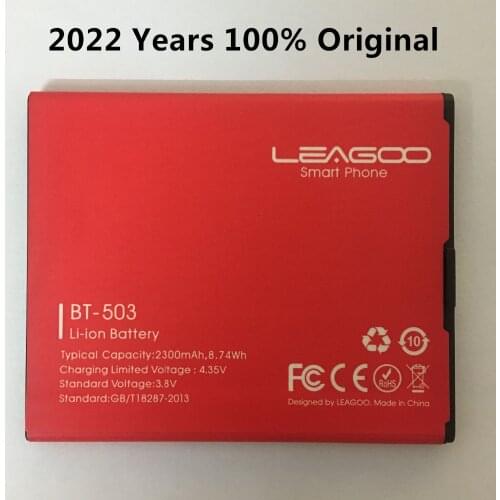 2022 Years 100% Original
LEAGOO
Smart Phone
BT-503
Li-ion Battery
Typical Capacity:2300mAh,8.74Wh
Charging Limited Voltage : 4.35V
Standard Voltage:3.8V
Standard:GB/T18287-2013
10
FC CE RoHS
Designed by LEAGOO. Made in China